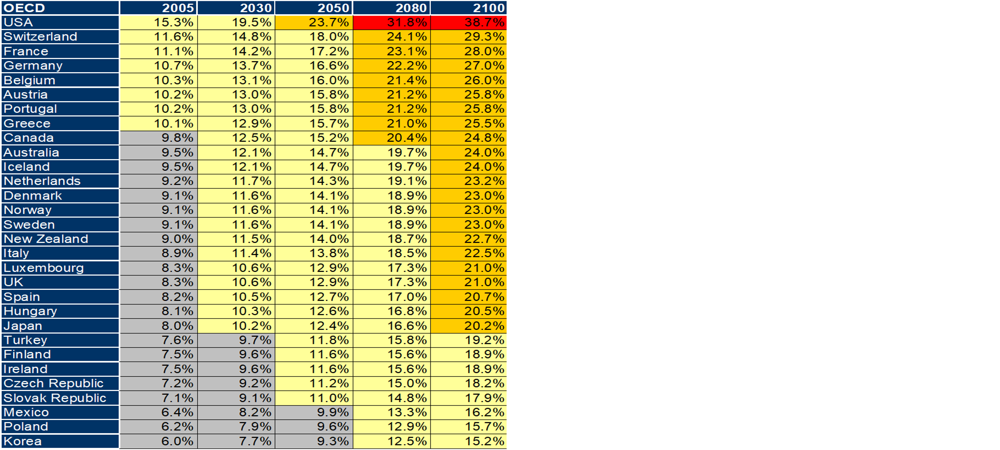 OECD 2005 2030 2050 2080 2100
USA 15.3% 19.5% 23.7% 31.8% 38.7%
Switzerland 11.6% 14.8% 18.0% 24.1% 29.3%
France 11.1% 14.2% 17.2% 23.1% 28.0%
Germany 10.7% 13.7% 16.6% 22.2% 27.0%
Belgium 10.3% 13.1% 16.0% 21.4% 26.0%
Austria 10.2% 13.0% 15.8% 21.2% 25.8%
Portugal 10.2% 13.0% 15.8% 21.2% 25.8%
Greece 10.1% 12.9% 15.7% 21.0% 25.5%
Canada 9.8% 12.5% 15.2% 20.4% 24.8%
Australia 9.5% 12.1% 14.7% 19.7% 24.0%
Iceland 9.5% 12.1% 14.7% 19.7% 24.0%
Netherlands 9.2% 11.7% 14.3% 19.1% 23.2%
Denmark 9.1% 11.6% 14.1% 18.9% 23.0%
Norway 9.1% 11.6% 14.1% 18.9% 23.0%
Sweden 9.1% 11.6% 14.1% 18.9% 23.0%
New Zealand 9.0% 11.5% 14.0% 18.7% 22.7%
Italy 8.9% 11.4% 13.8% 18.5% 22.5%
Luxembourg 8.3% 10.6% 12.9% 17.3% 21.0%
UK 8.3% 10.6% 12.9% 17.3% 21.0%
Spain 8.2% 10.5% 12.7% 17.0% 20.7%
Hungary 8.1% 10.3% 12.6% 16.8% 20.5%
Japan 8.0% 10.2% 12.4% 16.6% 20.2%
Turkey 7.6% 9.7% 11.8% 15.8% 19.2%
Finland 7.5% 9.6% 11.6% 15.6% 18.9%
Ireland 7.5% 9.6% 11.6% 15.6% 18.9%
Czech Republic 7.2% 9.2% 11.2% 15.0% 18.2%
Slovak Republic 7.1% 9.1% 11.0% 14.8% 17.9%
Mexico 6.4% 8.2% 9.9% 13.3% 16.2%
Poland 6.2% 7.9% 9.6% 12.9% 15.7%
Korea 6.0% 7.7% 9.3% 12.5% 15.2%